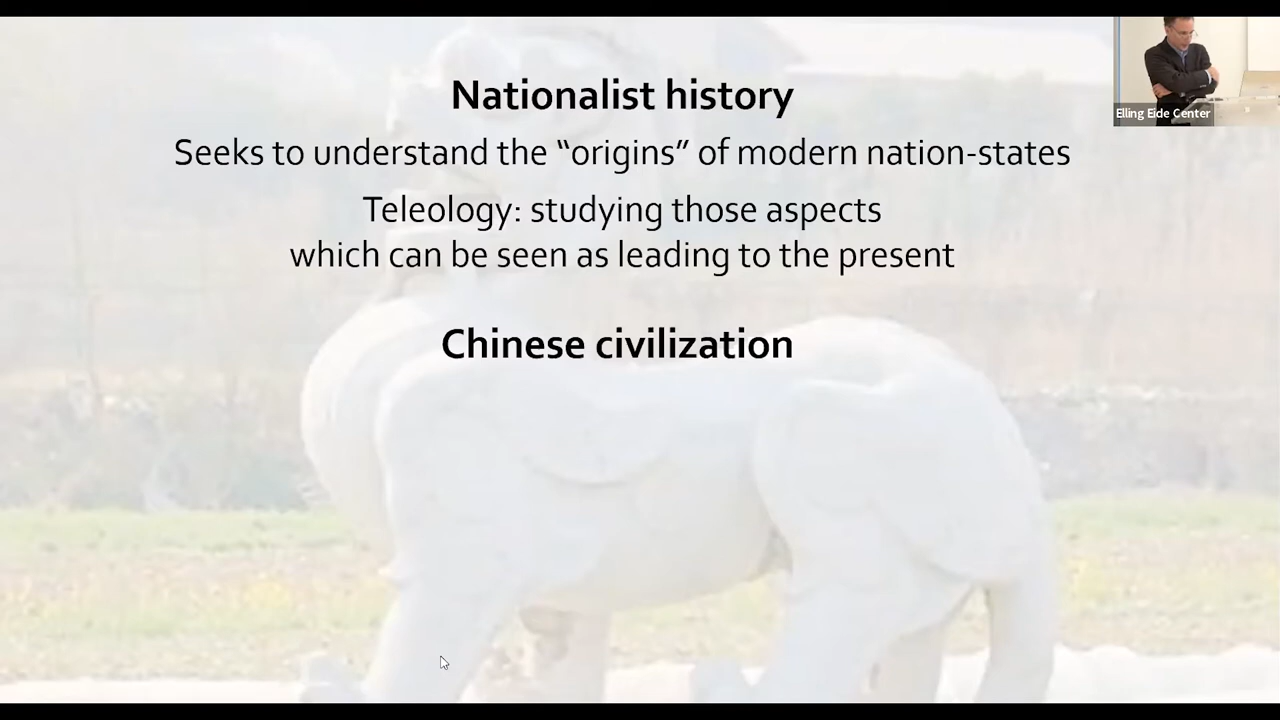 Nationalist history
Seeks to understand the “origins” of modern nation-states
Teleology: studying those aspects
which can be seen as leading to the present
Chinese civilization
Elling Eide Center